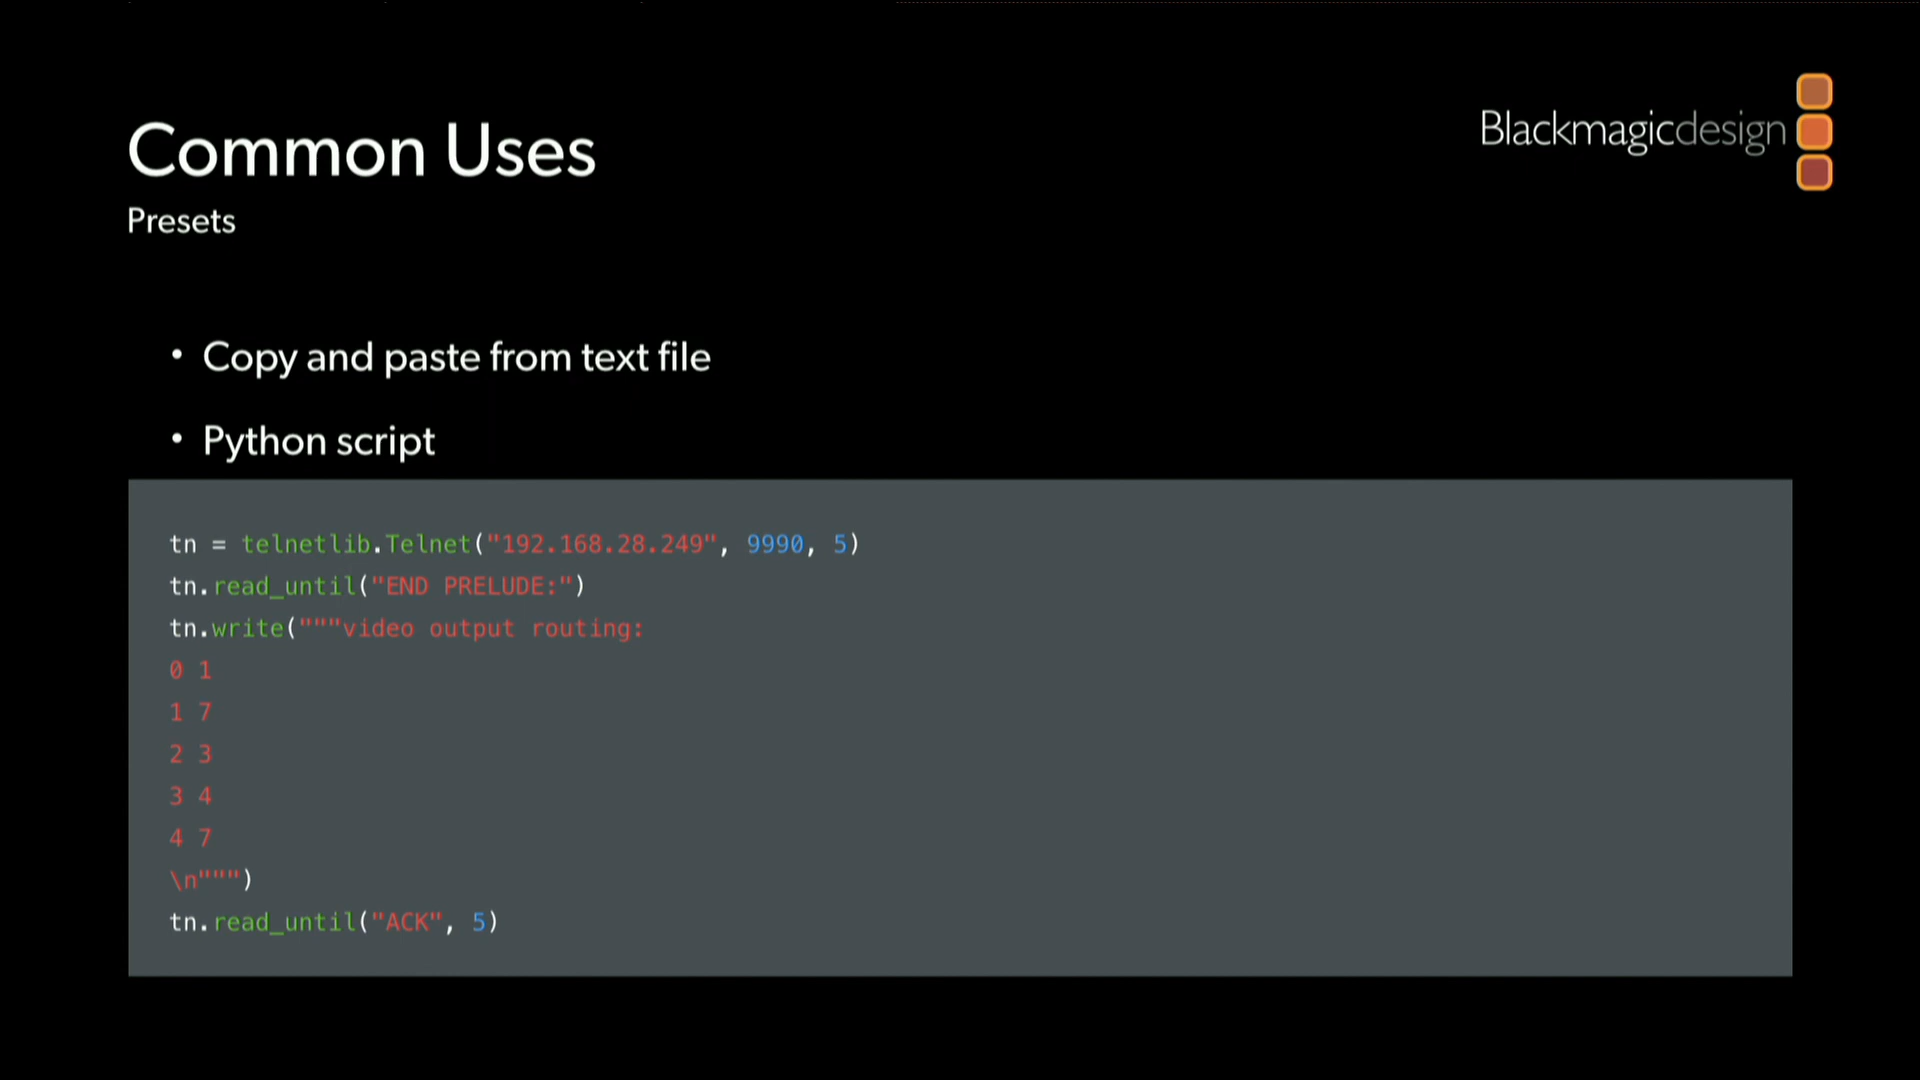 Common Uses
Blackmagicdesign
Presets
• Copy and paste from text file
• Python script
tn = telnetlib.Telnet("192.168.28.249", 9990, 5)
tn.read_until("END PRELUDE:")
tn.write("""video output routing:
0 1
1 7
2 3
3 4
4 7
\n""")
tn.read_until("ACK", 5)